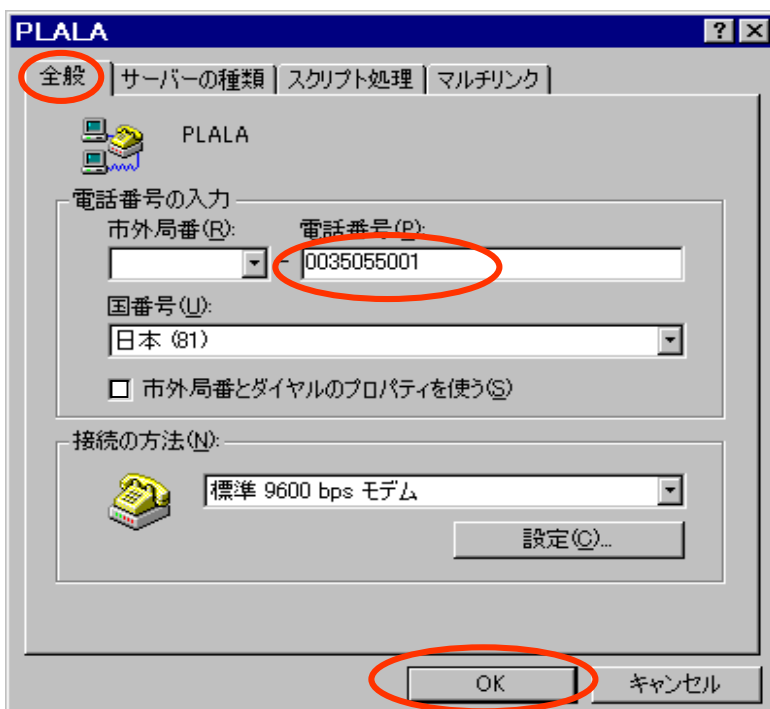 PLALA
全般 サーバーの種類 スクリプト処理 マルチリンク
PLALA
電話番号の入力
市外局番(R): 電話番号(P):
- 0035055001
国番号(U):
日本 (81)
市外局番とダイヤルのプロパティを使う(S)
接続の方法(N):
標準 9600 bps モデム
設定(C)...
OK キャンセル